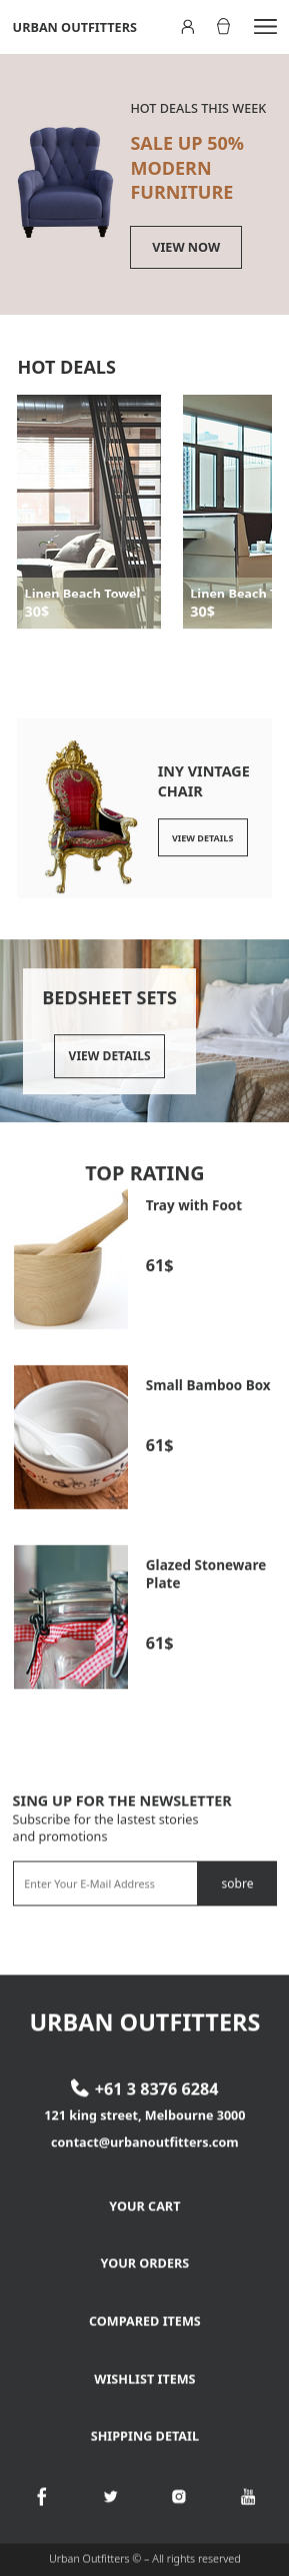 URBAN OUTFITTERS
HOT DEALS THIS WEEK
SALE UP 50%
MODERN
FURNITURE
VIEW NOW
HOT DEALS
Linen Beach Towel
30$
Linen Beach
30$
INY VINTAGE
CHAIR
VIEW DETAILS
BEDSHEET SETS
VIEW DETAILS
TOP RATING
Tray with Foot
61$
Small Bamboo Box
61$
Glazed Stoneware
Plate
61$
SING UP FOR THE NEWSLETTER
Subscribe for the lastest stories
and promotions
Enter Your E-Mail Address
sobre
URBAN OUTFITTERS
+61 3 8376 6284
121 king street, Melbourne 3000
contact@urbanoutfitters.com
YOUR CART
YOUR ORDERS
COMPARED ITEMS
WISHLIST ITEMS
SHIPPING DETAIL
You Tube
Urban Outfitters © – All rights reserved